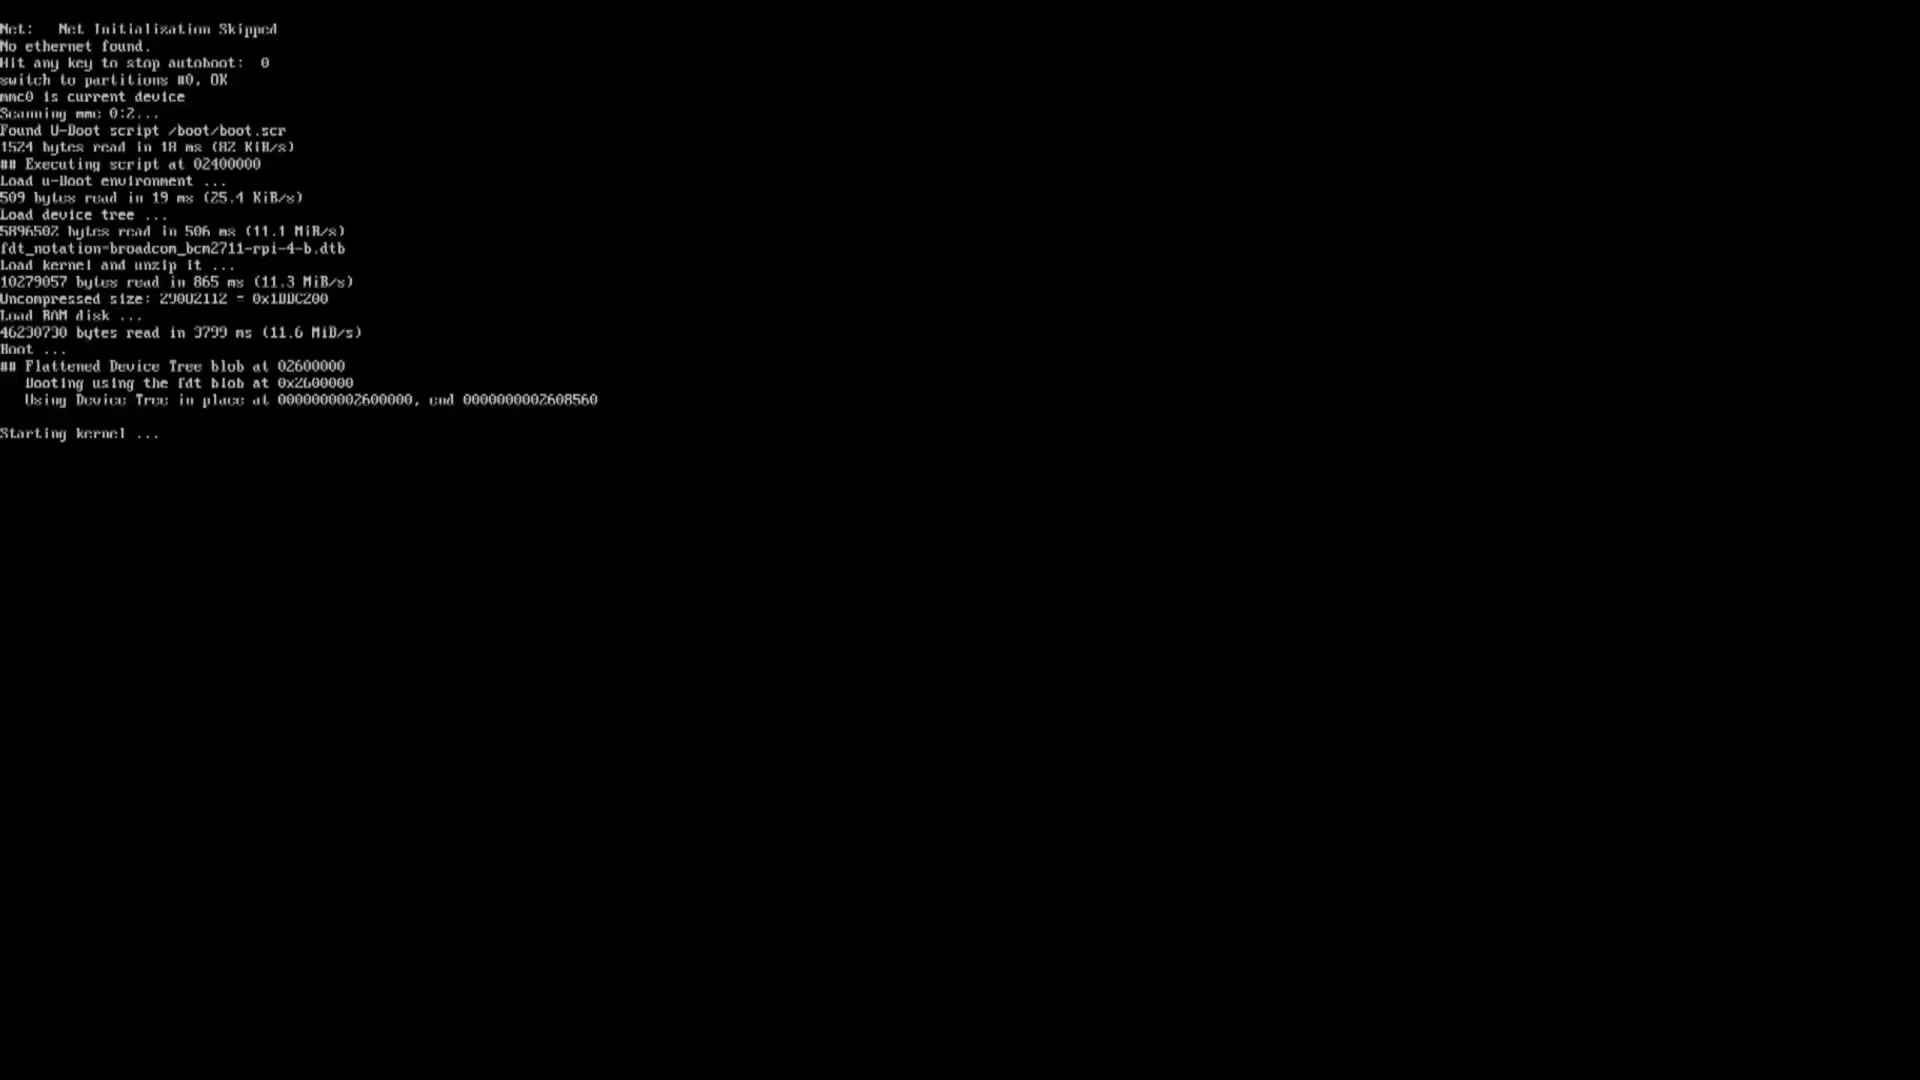 Net:   Net Initialization Skipped
No ethernet found.
Hit any key to stop autoboot:  0
switch to partitions #0, OK
mmc0 is current device
Scanning mmc 0:2...
Found U-Boot script /boot/boot.scr
1524 bytes read in 18 ms (82 KiB/s)
## Executing script at 02400000
Load u-Boot environment ...
509 bytes read in 19 ms (25.4 KiB/s)
Load device tree ...
5896502 bytes read in 506 ms (11.1 MiB/s)
fdt_notation=broadcom_bcm2711-rpi-4-b.dtb
Load kernel and unzip it ...
10279057 bytes read in 865 ms (11.3 MiB/s)
Uncompressed size: = 
Load RAM disk ...
46230730 bytes read in 3799 ms (11.6 MiB/s)
Boot ...
## Flattened Device Tree blob at 02600000
   Booting using the fdt blob at 0x2600000
   Using Device Tree in place at 0000000002600000, end 0000000002608560
Starting kernel ...